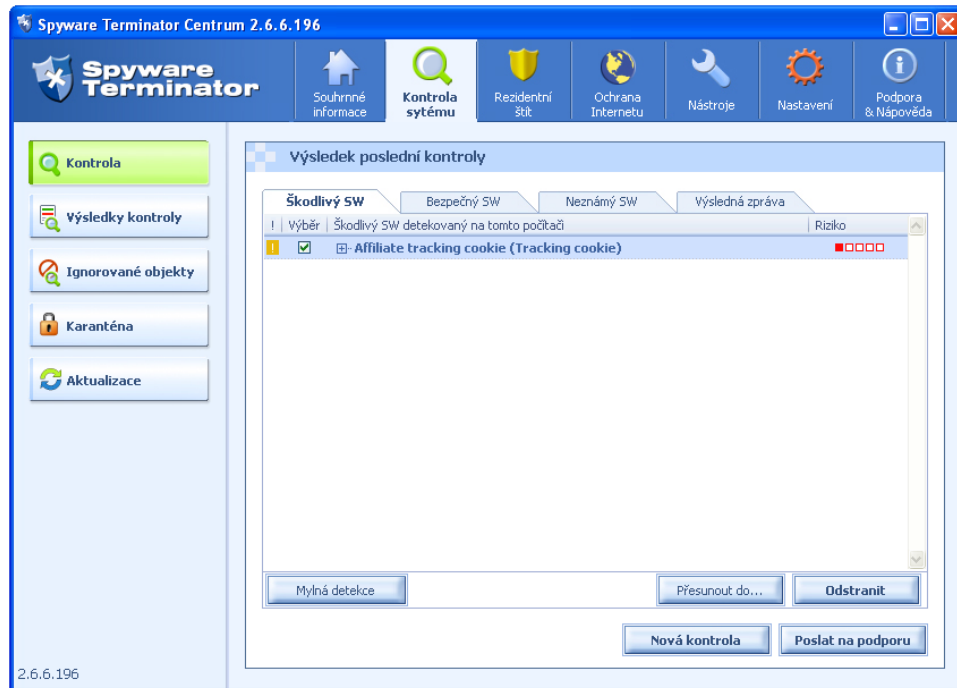 Spyware Terminator Centrum 2.6.6.196
Spyware
Terminator
Souhrnné
informace
Kontrola
sytému
Rezidentní
štít
Ochrana
Internetu
Nástroje
Nastavení
Podpora
& Nápověda
Kontrola
Výsledky kontroly
Ignorované objekty
Karanténa
Aktualizace
Výsledek poslední kontroly
Škodlivý SW
Bezpečný SW
Neznámý SW
Výsledná zpráva
! Výběr Škodlivý SW detekovaný na tomto počítači Riziko
! Affiliate tracking cookie (Tracking cookie)
Mylná detekce
Přesunout do...
Odstranit
Nová kontrola
Poslat na podporu
2.6.6.196